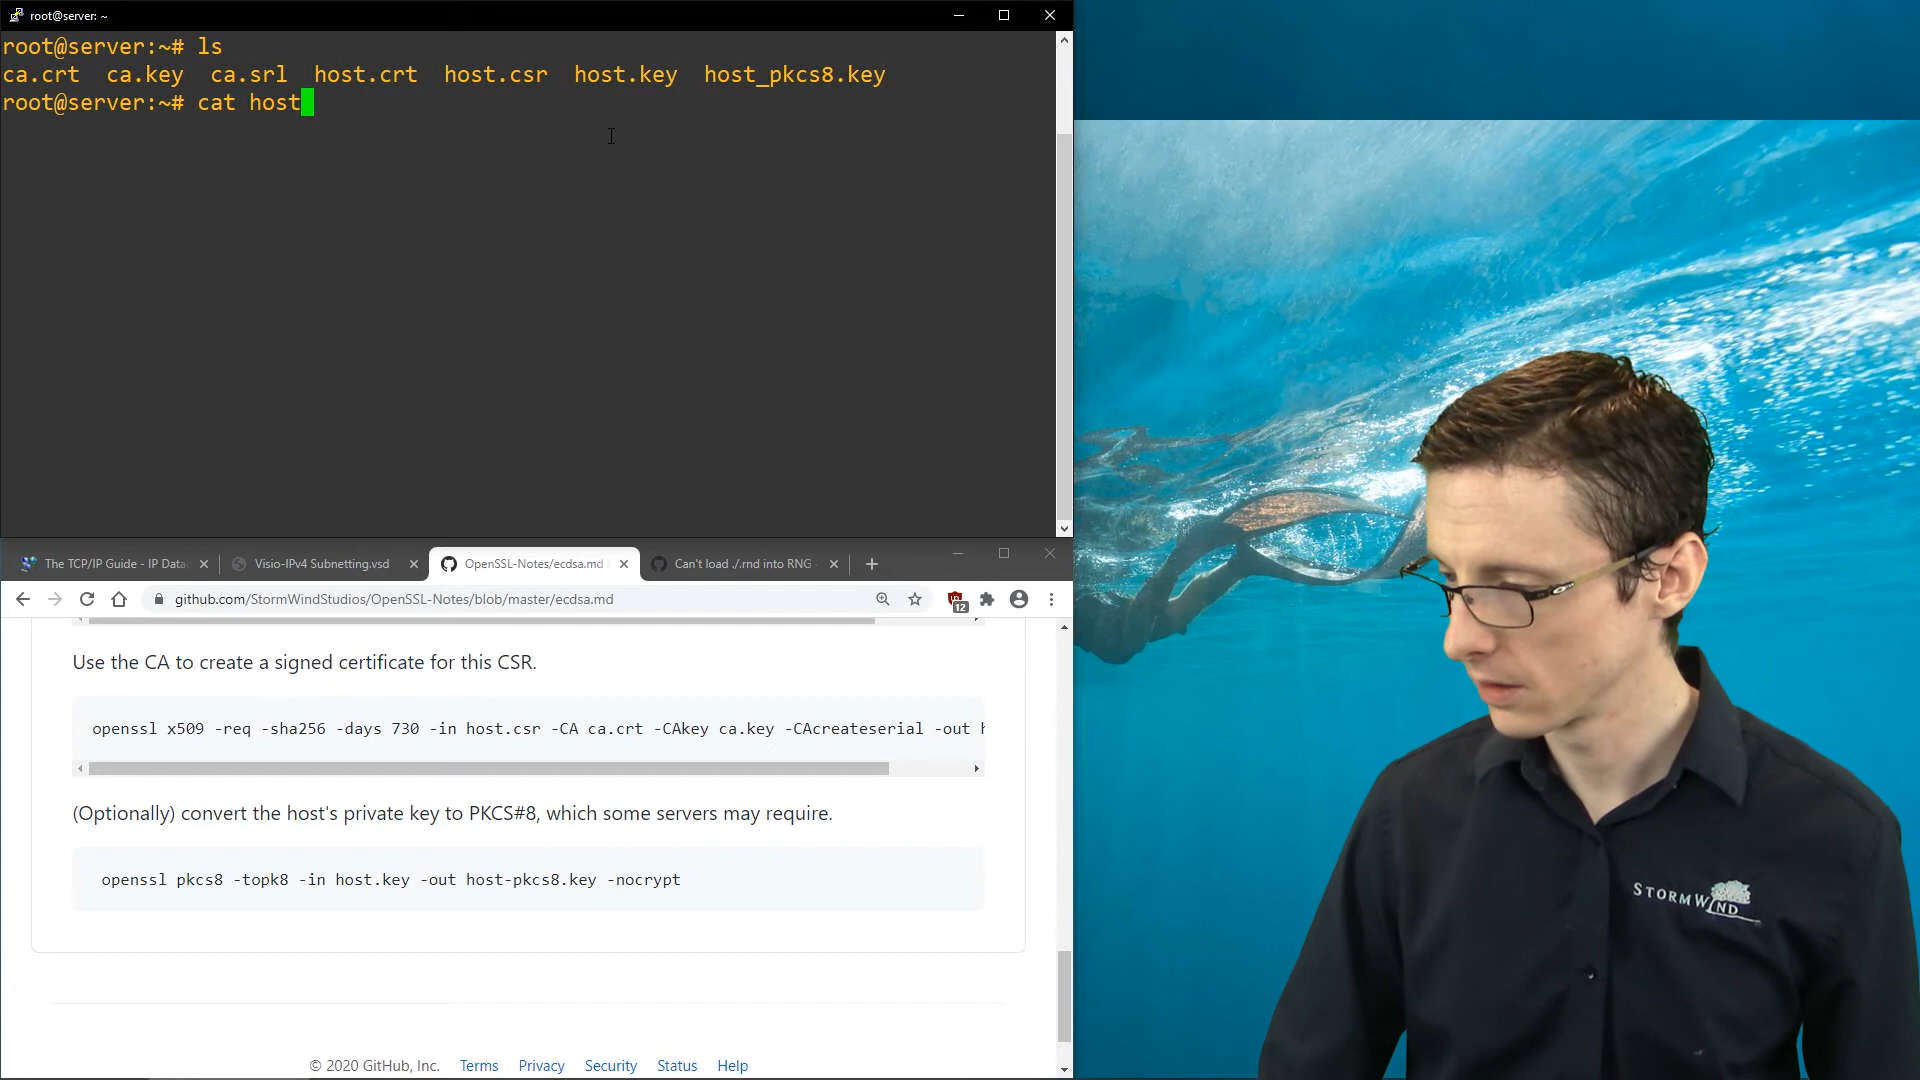 root@server: ~
root@server:~# ls
ca.crt ca.key ca.srl host.crt host.csr host.key host_pkcs8.key
root@server:~# cat host
The TCP/IP Guide - IP Data
Visio-IPv4 Subnetting.vsd
OpenSSL-Notes/ecdsa.md
Can't load ./.rnd into RNG
github.com/StormWindStudios/OpenSSL-Notes/blob/master/ecdsa.md
12
Use the CA to create a signed certificate for this CSR.
openssl x509 -req -sha256 -days 730 -in host.csr -CA ca.crt -CAkey ca.key -CAcreateserial -out
(Optionally) convert the host's private key to PKCS#8, which some servers may require.
openssl pkcs8 -topk8 -in host.key -out host-pkcs8.key -nocrypt
© 2020 GitHub, Inc. Terms Privacy Security Status Help
STORMWIND